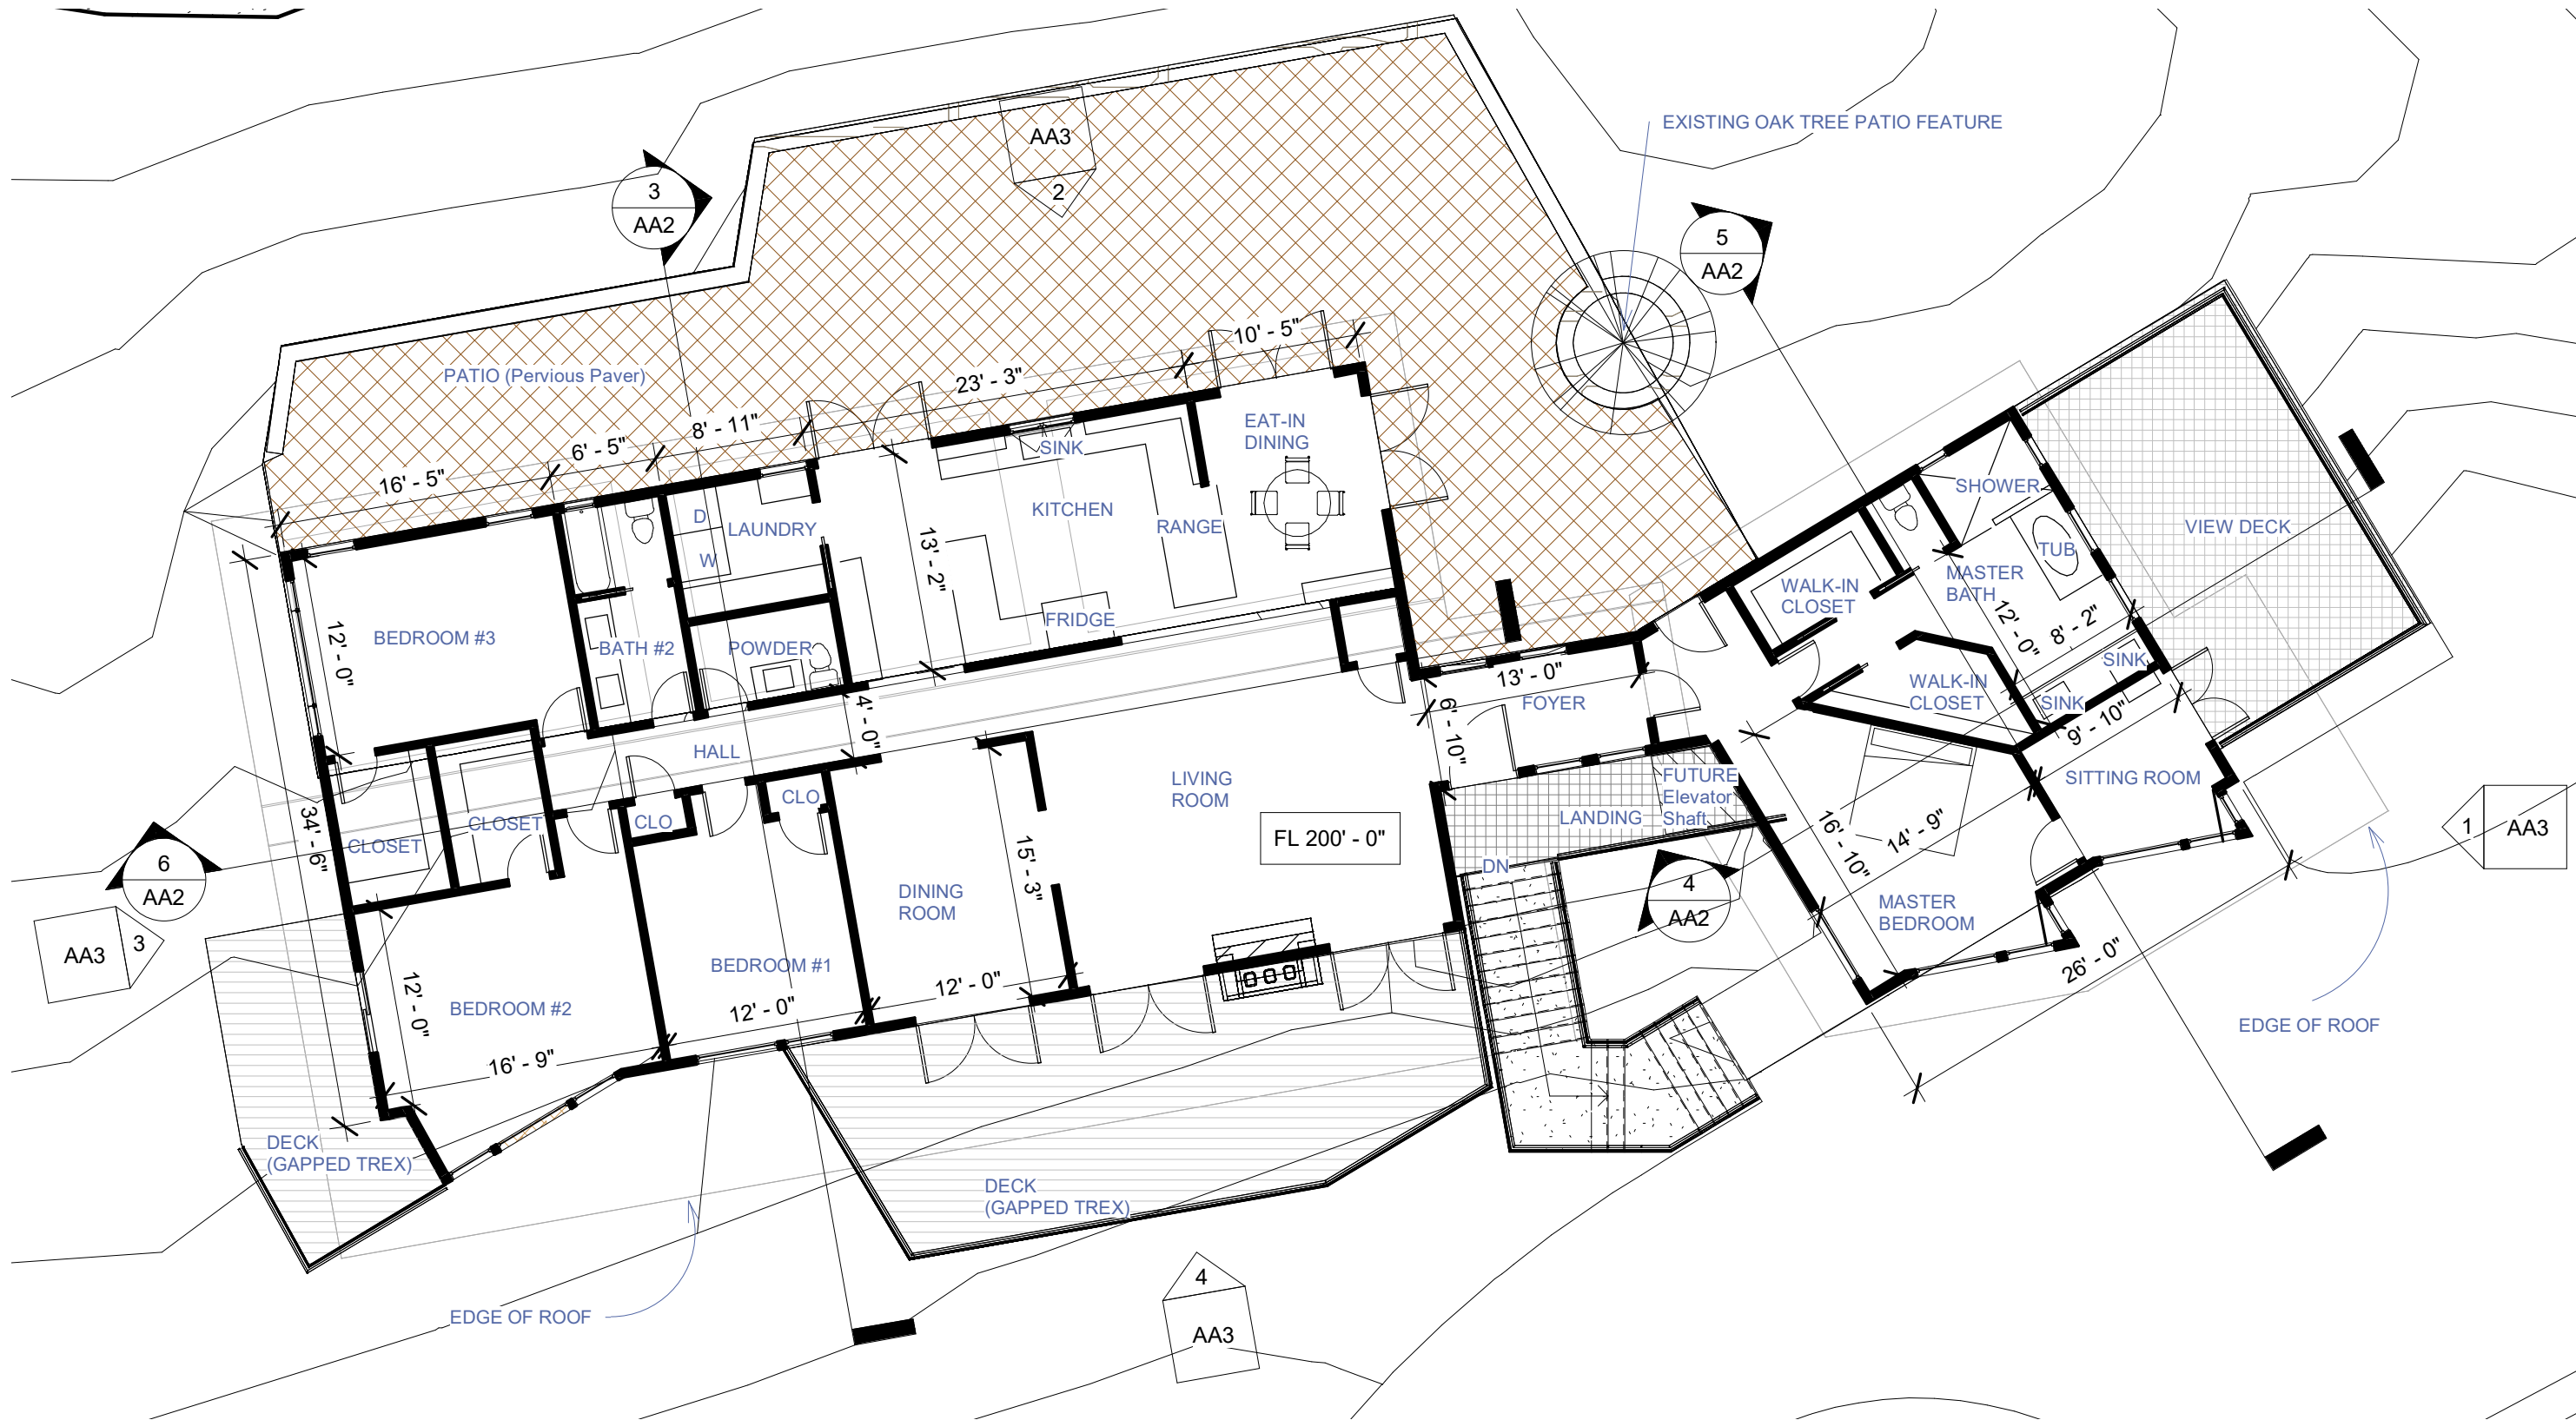 AA3
2
EXISTING OAK TREE PATIO FEATURE
3
AA2
5
AA2
10' - 5"
23' - 3"
8' - 11"
6' - 5"
16' - 5"
PATIO (Pervious Paver)
EAT-IN
DINING
SINK
KITCHEN
RANGE
FRIDGE
13' - 2"
D
W
LAUNDRY
POWDER
BATH #2
BEDROOM #3
12' - 0"
SHOWER
TUB
VIEW DECK
WALK-IN
CLOSET
MASTER
BATH
12' - 0"
8' - 2"
SINK
WALK-IN
CLOSET
SINK
9' - 10"
SITTING ROOM
13' - 0"
FOYER
6' - 10"
4' - 0"
HALL
LIVING
ROOM
FUTURE
Elevator
Shaft
LANDING
DN
FL 200' - 0"
CLO
CLO
CLOSET
CLOSET
34' - 6"
6
AA2
AA3
3
15' - 3"
DINING
ROOM
16' - 10"
14' - 9"
4
AA2
MASTER
BEDROOM
26' - 0"
1
AA3
EDGE OF ROOF
BEDROOM #1
12' - 0"
12' - 0"
BEDROOM #2
12' - 0"
16' - 9"
DECK
(GAPPED TREX)
DECK
(GAPPED TREX)
EDGE OF ROOF
4
AA3